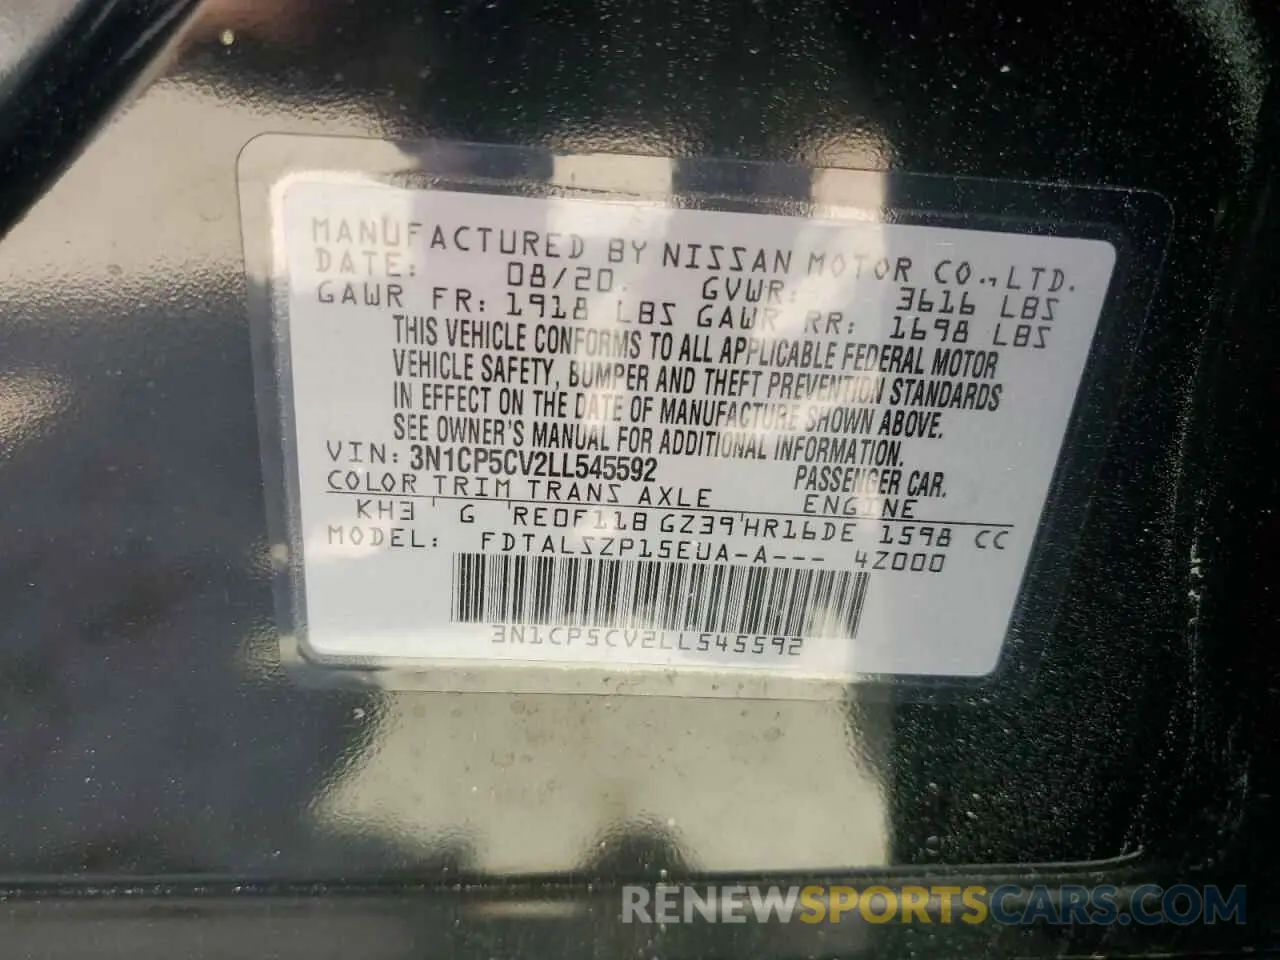 MANUFACTURED BY NISSAN MOTOR CO., LTD.
DATE: 08/20 GVWR: 3616 LBS
GAWR FR: 1918 LBS GAWR RR: 1698 LBS
THIS VEHICLE CONFORMS TO ALL APPLICABLE FEDERAL MOTOR
VEHICLE SAFETY, BUMPER AND THEFT PREVENTION STANDARDS
IN EFFECT ON THE DATE OF MANUFACTURE SHOWN ABOVE.
SEE OWNER'S MANUAL FOR ADDITIONAL INFORMATION.
VIN: 3N1CP5CV2LL545592 PASSENGER CAR.
COLOR TRIM TRANS AXLE ENGINE
KH3 G RE0F11B GZ39 HR16DE 1598 CC
MODEL: FDTALSZP15EUA-A--- 4Z000
3N1CP5CV2LL545592
RENEWSPORTSCARS.COM